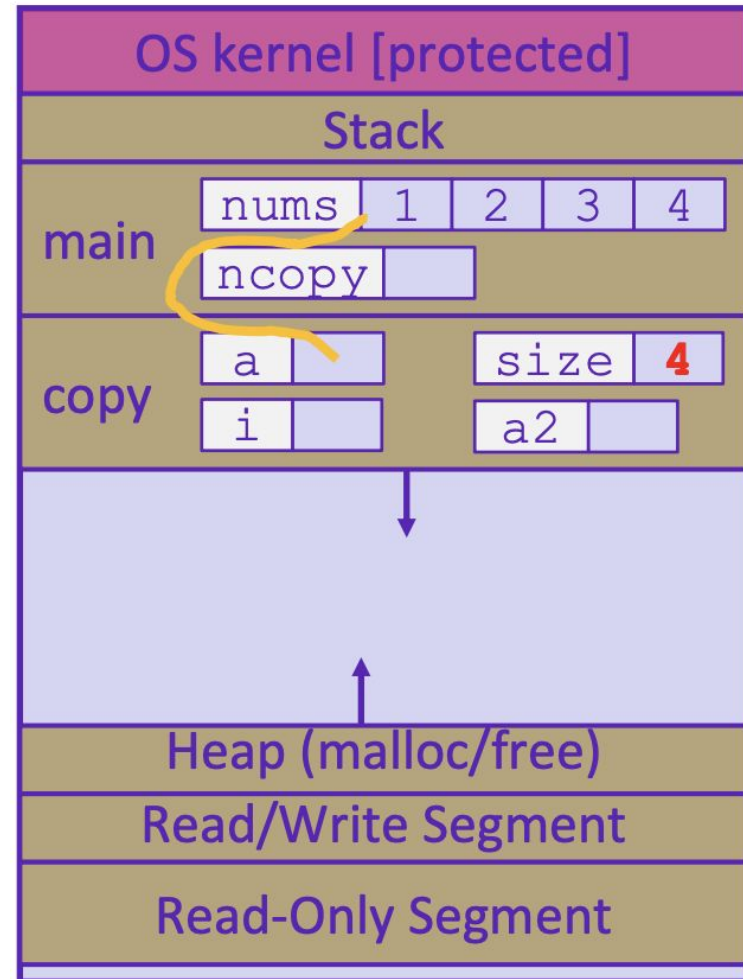 OS kernel [protected]
Stack
main
nums 1 2 3 4
ncopy
copy
a size 4
i a2
Heap (malloc/free)
Read/Write Segment
Read-Only Segment